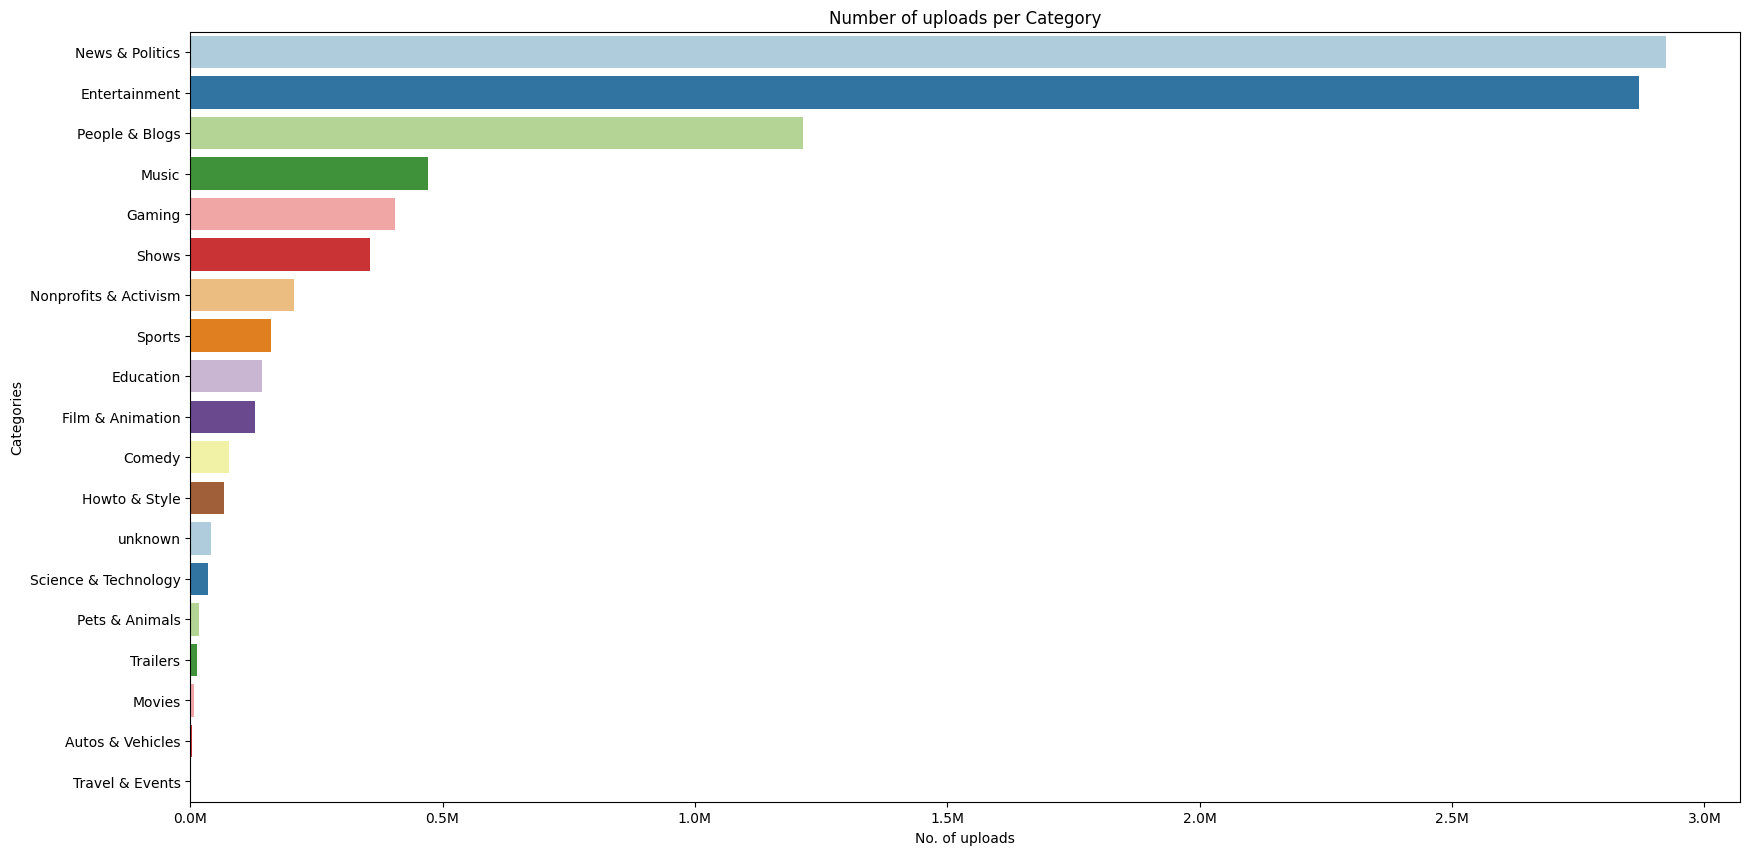 Number of uploads per Category
News & Politics
Entertainment
People & Blogs
Music
Gaming
Shows
Nonprofits & Activism
Sports
Education
Film & Animation
Comedy
Howto & Style
unknown
Science & Technology
Pets & Animals
Trailers
Movies
Autos & Vehicles
Travel & Events
Categories
0.0M 0.5M 1.0M 1.5M 2.0M 2.5M 3.0M
No. of uploads